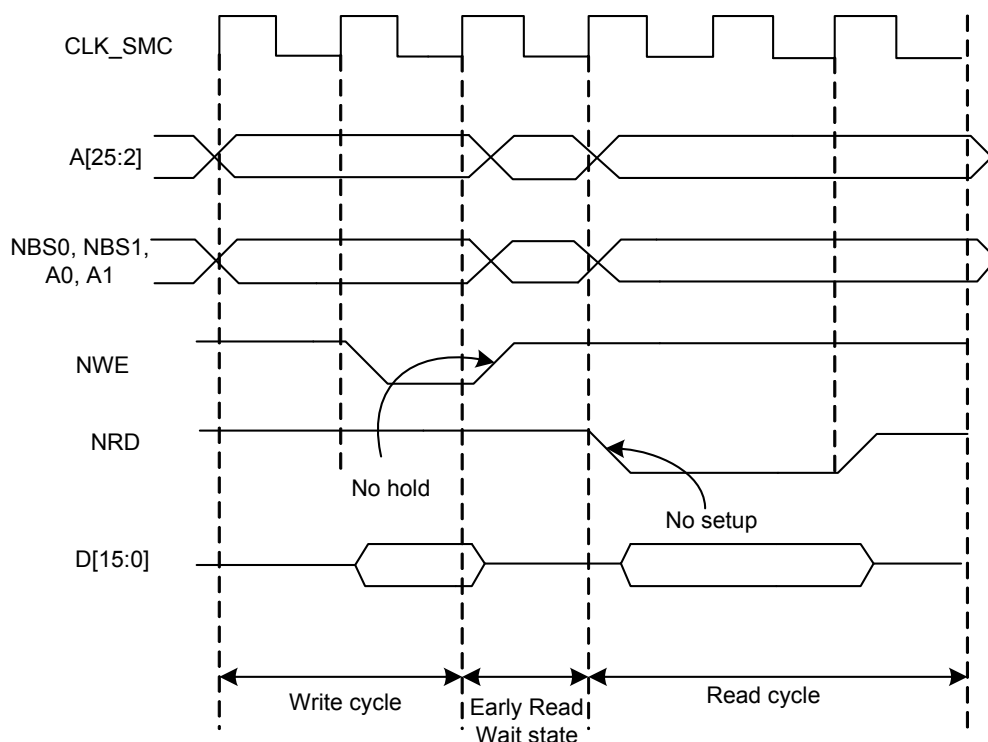 CLK_SMC
A[25:2]
NBS0, NBS1,
A0, A1
NWE
NRD
No hold
No setup
D[15:0]
Write cycle
Early Read
Wait state
Read cycle